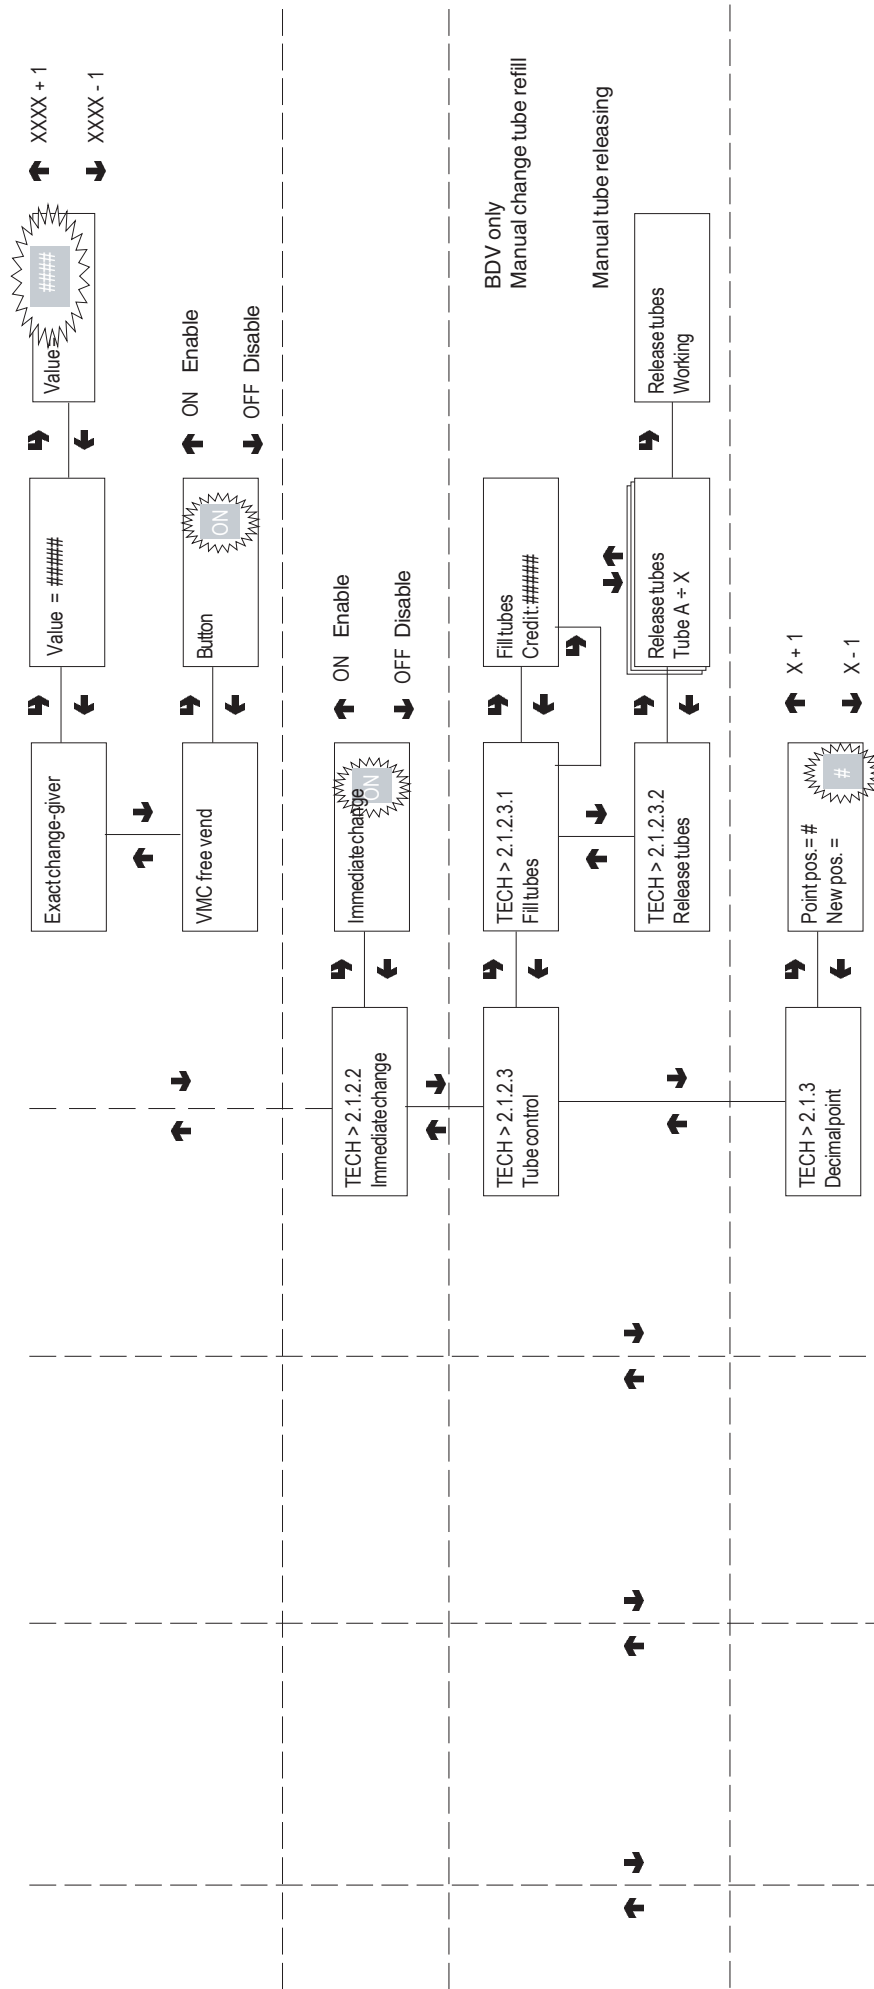 Exact change-giver
Value = #####
Value =
####
XXXX + 1
XXXX - 1
VMC free vend
Button
ON
ON Enable
OFF Disable
TECH > 2.1.2.2
Immediate change
Immediate change
ON
ON Enable
OFF Disable
TECH > 2.1.2.3
Tube control
TECH > 2.1.2.3.1
Fill tubes
Fill tubes
Credit:#####
BDV only
Manual change tube refill
TECH > 2.1.2.3.2
Release tubes
Release tubes
Tube A ÷ X
Release tubes
Working
Manual tube releasing
TECH > 2.1.3
Decimal point
Point pos.= #
New pos. =
#
X + 1
X - 1